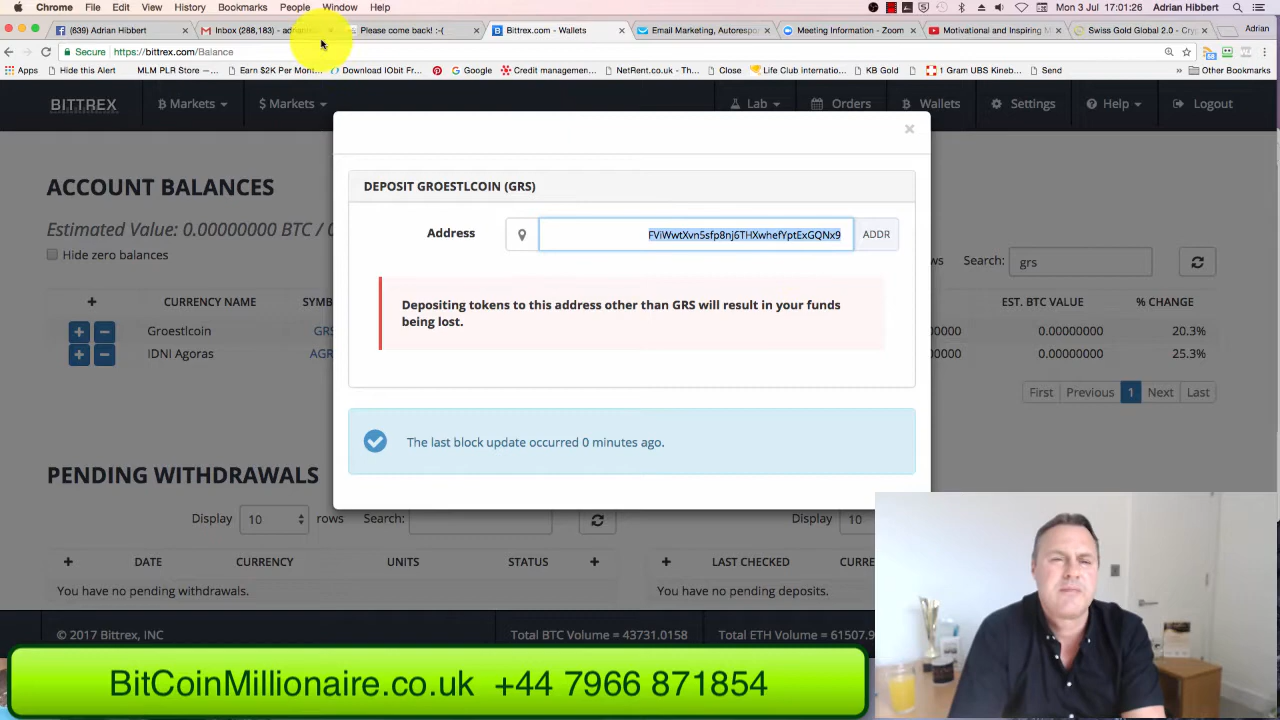 Chrome File Edit View History Bookmarks People Window Help Mon 3 Jul 17:01:26 Adrian Hibbert
(639) Adrian Hibbert Inbox (288,183) - Please come back! :-( Bittrex.com - Wallets Email Marketing, Autorespo Meeting Information - Zoom Motivational and Inspiring M Swiss Gold Global 2.0 - Cryp Adrian
Secure https://bittrex.com/Balance
Apps Hide this Alert MLM PLR Store —... Earn $2K Per Mon... Download IObit Fr... Google Credit managemen... NetRent.co.uk - Th... Close Life Club internatio... KB Gold 1 Gram UBS Kineb... Send » Other Bookmarks
BITTREX Ƀ Markets $ Markets Lab Orders Wallets Settings Help Logout
ACCOUNT BALANCES
Estimated Value: 0.00000000 BTC / 0
Hide zero balances
Search: grs
CURRENCY NAME
EST. BTC VALUE % CHANGE
Groestlcoin GRS 0.00000000 20.3%
IDNI Agoras 0.00000000 25.3%
First Previous 1 Next Last
DEPOSIT GROESTLCOIN (GRS)
Address FViWwtXvn5sfp8nj6THXwhefYptExGQNx9 ADDR
Depositing tokens to this address other than GRS will result in your funds
being lost.
The last block update occurred 0 minutes ago.
PENDING WITHDRAWALS
Display 10 rows Search: Display 10
+ DATE CURRENCY UNITS STATUS + + LAST CHECKED
You have no pending withdrawals. You have no pending deposits.
© 2017 Bittrex, INC Total BTC Volume = 43731.0158 Total ETH Volume = 61507.9
BitCoinMillionaire.co.uk +44 7966 871854